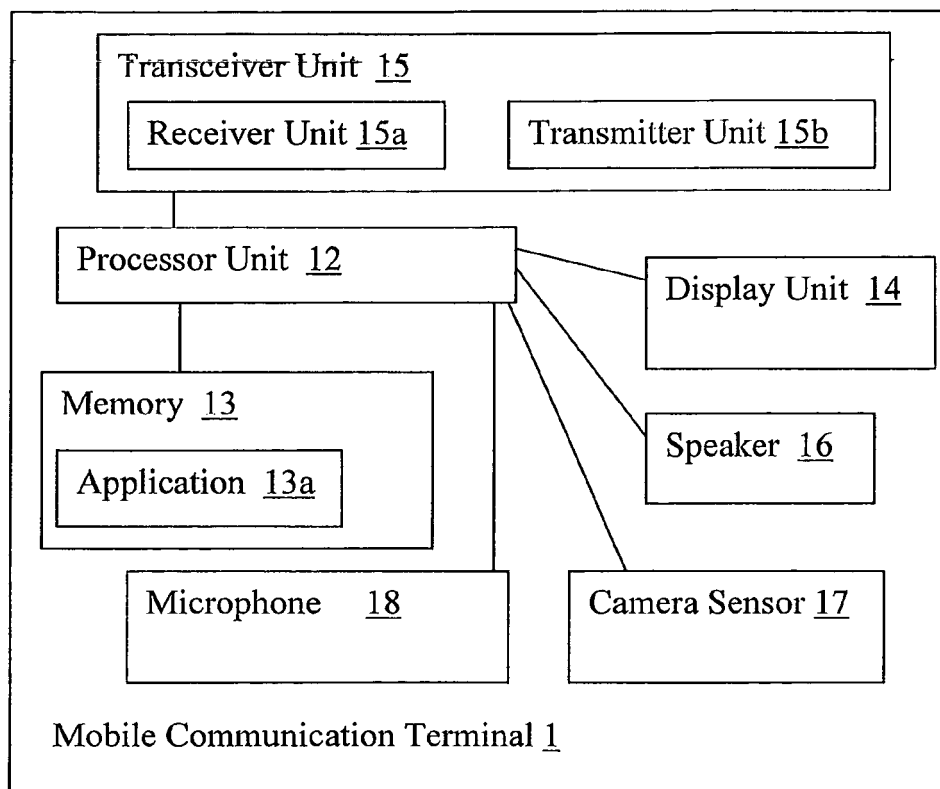 Transceiver Unit 15
Receiver Unit 15a
Transmitter Unit 15b
Processor Unit 12
Display Unit 14
Memory 13
Speaker 16
Application 13a
Microphone 18
Camera Sensor 17
Mobile Communication Terminal 1